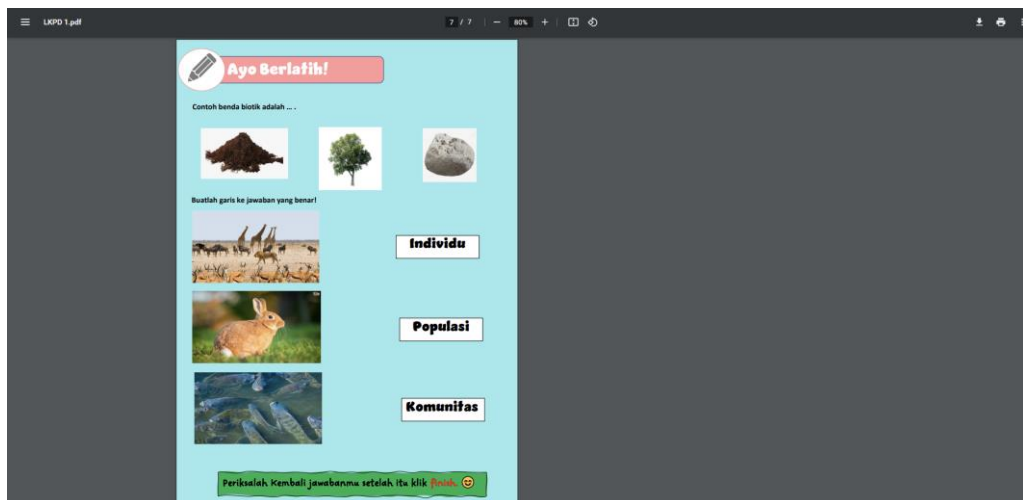 LKPD 1.pdf
7 / 7
80%
Ayo Berlatih!
Contoh benda biotik adalah ... .
Buatlah garis ke jawaban yang benar!
Individu
Populasi
Komunitas
Periksalah Kembali jawabanmu setelah itu klik finish.